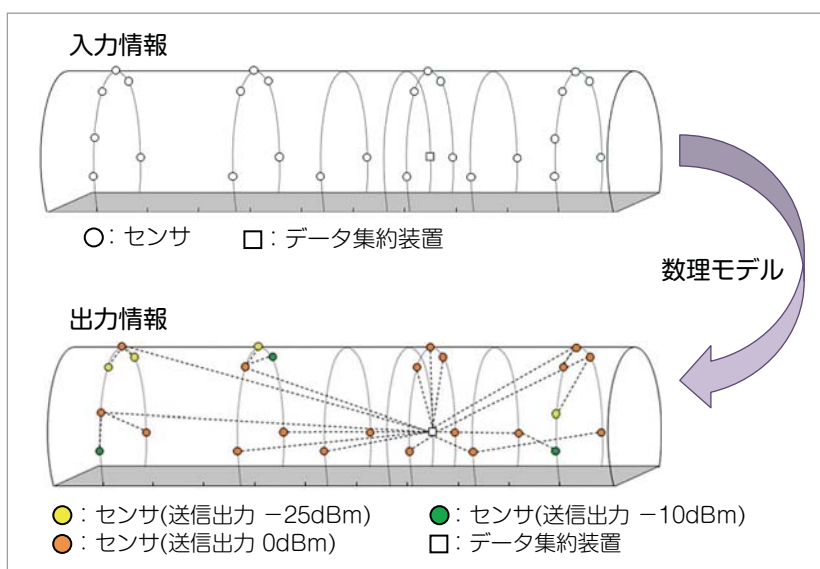 入力情報
○：センサ　□：データ集約装置
数理モデル
出力情報
○：センサ(送信出力 −25dBm)　○：センサ(送信出力 −10dBm)
○：センサ(送信出力 0dBm)　□：データ集約装置